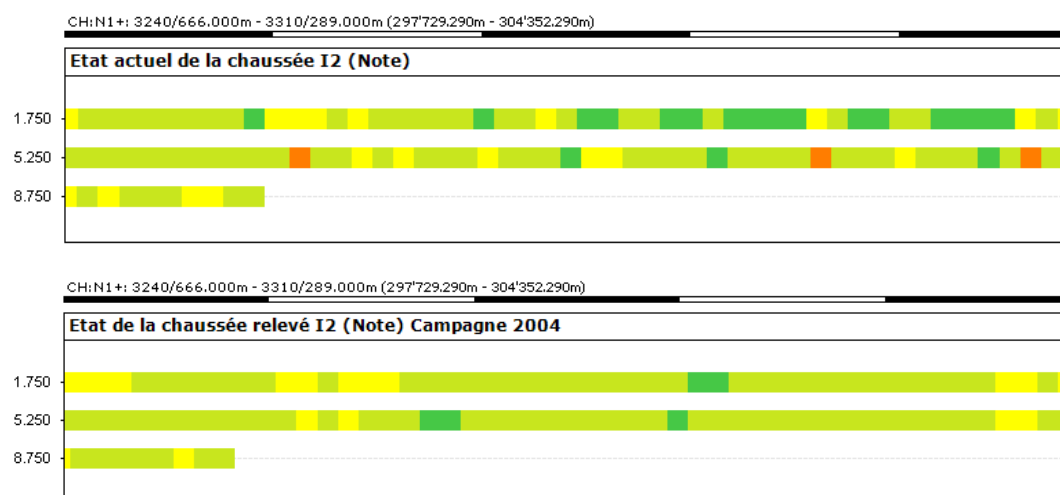 CH:N1+: 3240/666.000m - 3310/289.000m (297'729.290m - 304'352.290m)
Etat actuel de la chaussée I2 (Note)
1.750
5.250
8.750
CH:N1+: 3240/666.000m - 3310/289.000m (297'729.290m - 304'352.290m)
Etat de la chaussée relevé I2 (Note) Campagne 2004
1.750
5.250
8.750